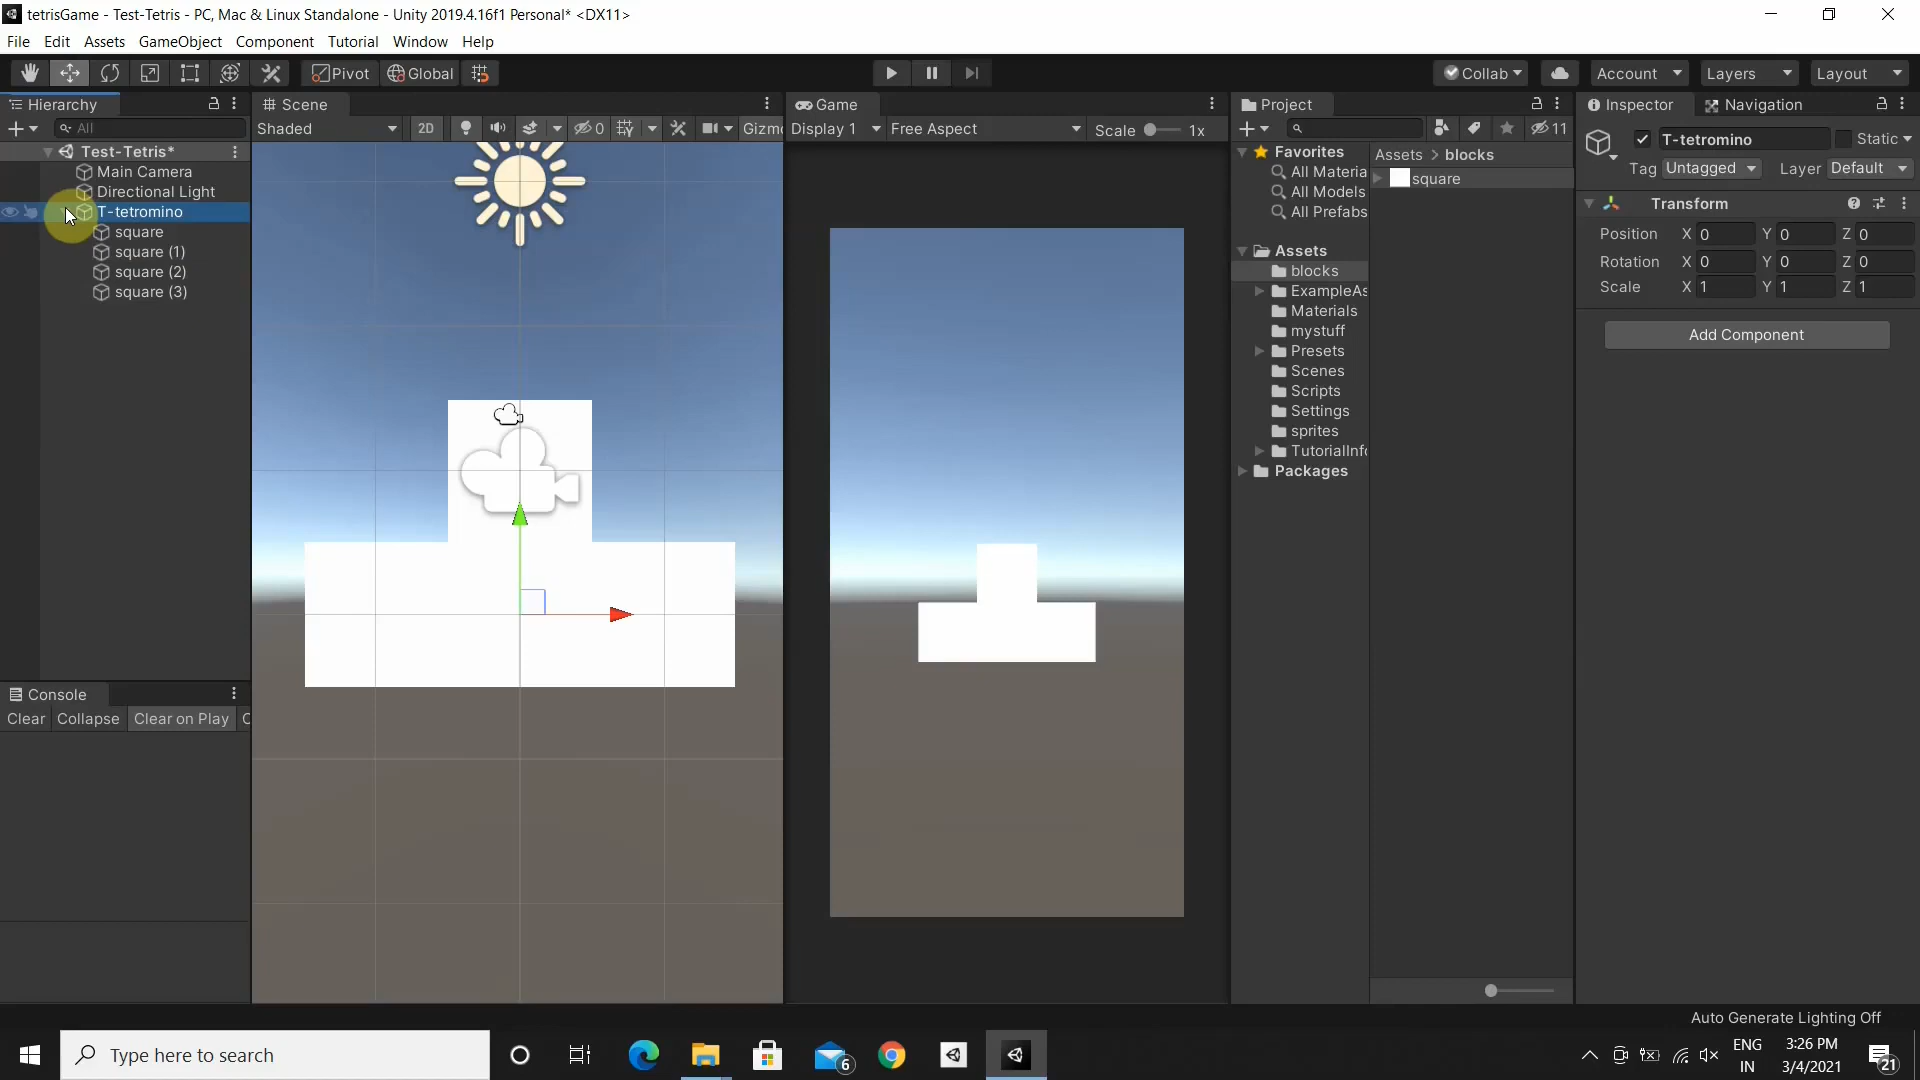 tetrisGame - Test-Tetris - PC, Mac & Linux Standalone - Unity 2019.4.16f1 Personal* <DX11>
File Edit Assets GameObject Component Tutorial Window Help
Pivot Global Collab Account Layers Layout
Hierarchy
All
Test-Tetris*
Main Camera
Directional Light
T-tetromino
square
square (1)
square (2)
square (3)
Console
Clear Collapse Clear on Play
Scene
Shaded 2D 0 Gizm
Game
Display 1 Free Aspect Scale 1x
Project
11
Favorites
All Materia
All Models
All Prefabs
Assets
blocks
ExampleAs
Materials
mystuff
Presets
Scenes
Scripts
Settings
sprites
TutorialInf
Packages
Assets > blocks
square
Inspector Navigation
T-tetromino Static
Tag Untagged Layer Default
Transform
Position X 0 Y 0 Z 0
Rotation X 0 Y 0 Z 0
Scale X 1 Y 1 Z 1
Add Component
Auto Generate Lighting Off
Type here to search
6
ENG
IN
3:26 PM
3/4/2021
21